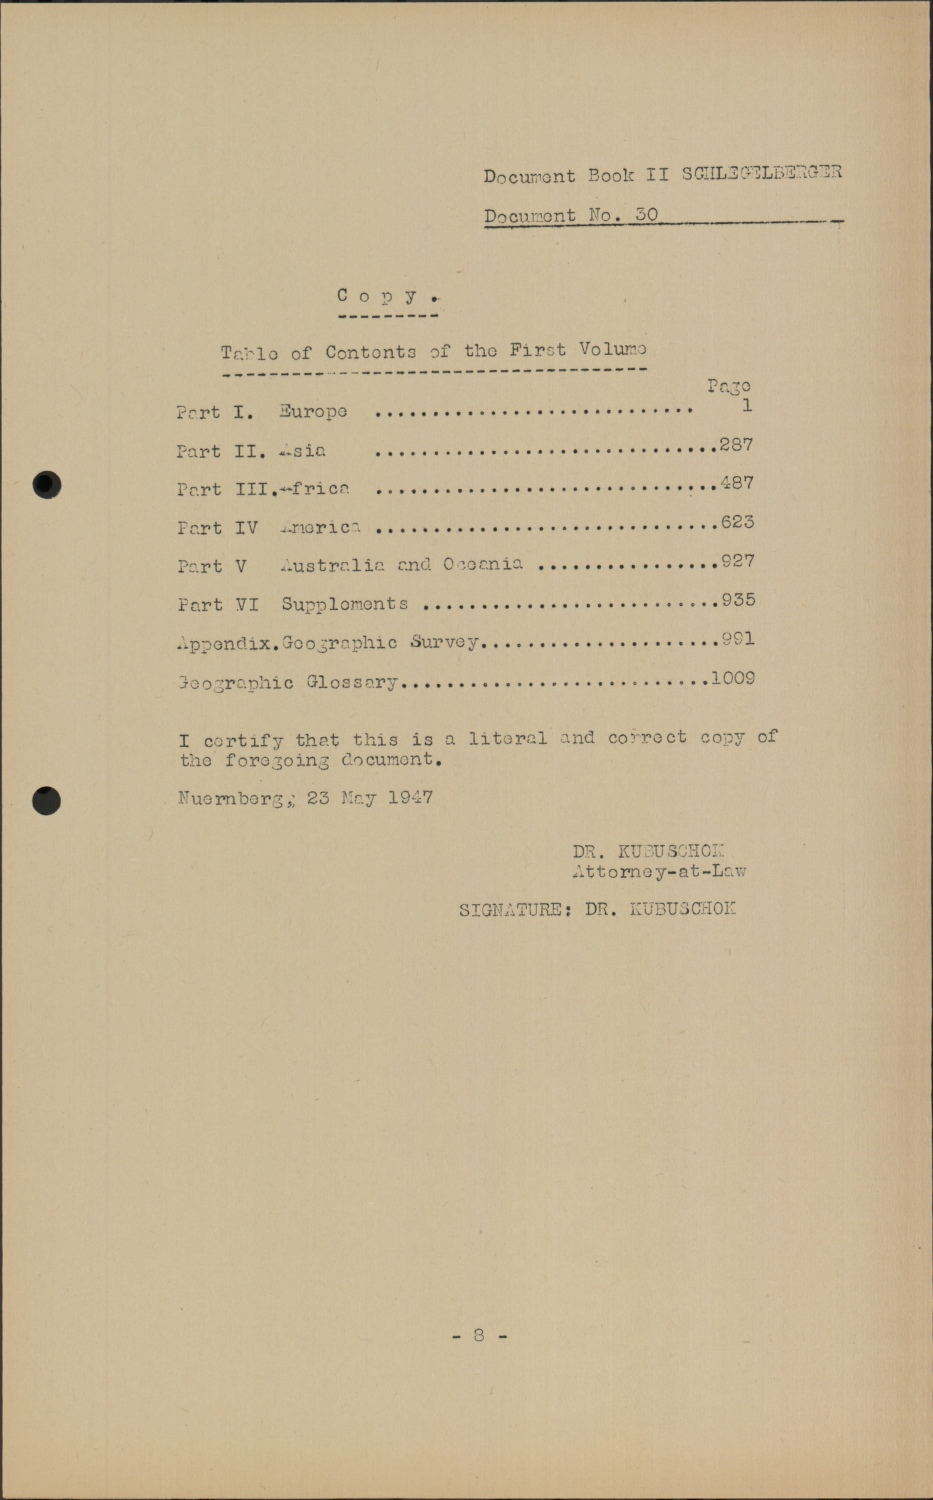 Document Book II SCHLEGELBERGER
Document No. 30
Copy.
Table of Contents of the First Volume
Page
Part I. Europe ............................ 1
Part II. Asia ..............................287
Part III. Africa ..............................487
Part IV America ..............................623
Part V Australia and Oceania ................927
Part VI Supplements ..........................935
Appendix. Geographic Survey.....................991
Geographic Glossary...........................1009
I certify that this is a literal and correct copy of
the foregoing document.
Nuernberg, 23 May 1947
DR. KUBUSCHOK
Attorney-at-Law
SIGNATURE: DR. KUBUSCHOK
- 8 -